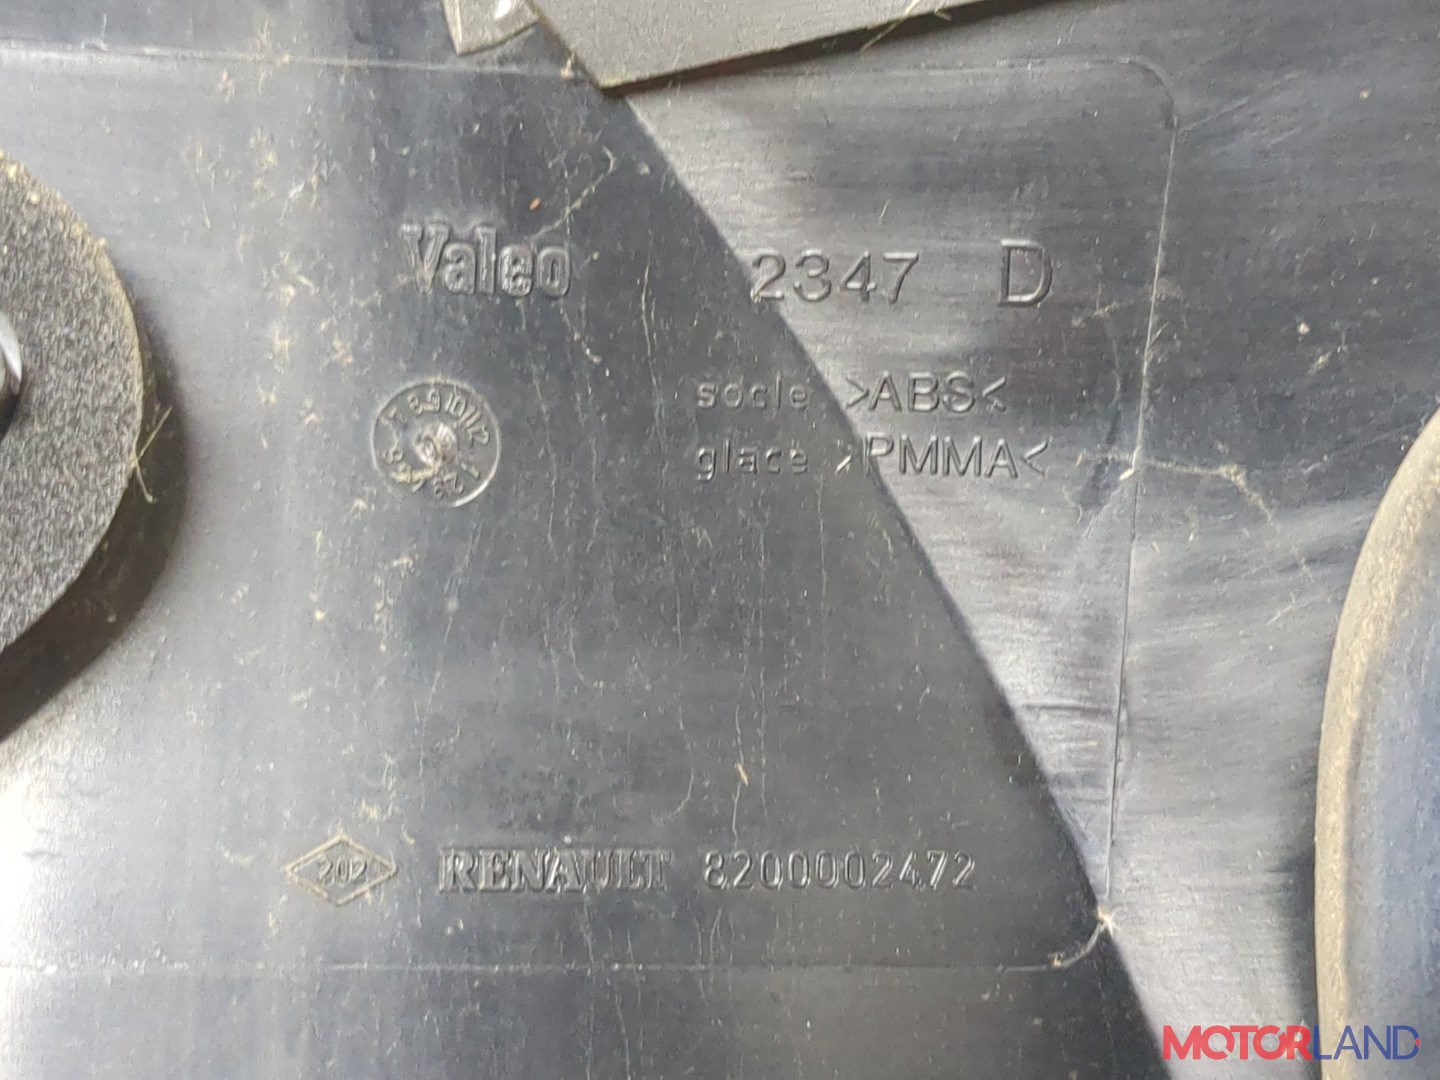 Valeo 2347 D
socle >ABS<
glace >PMMA<
202 RENAULT 8200002472
MOTORLAND